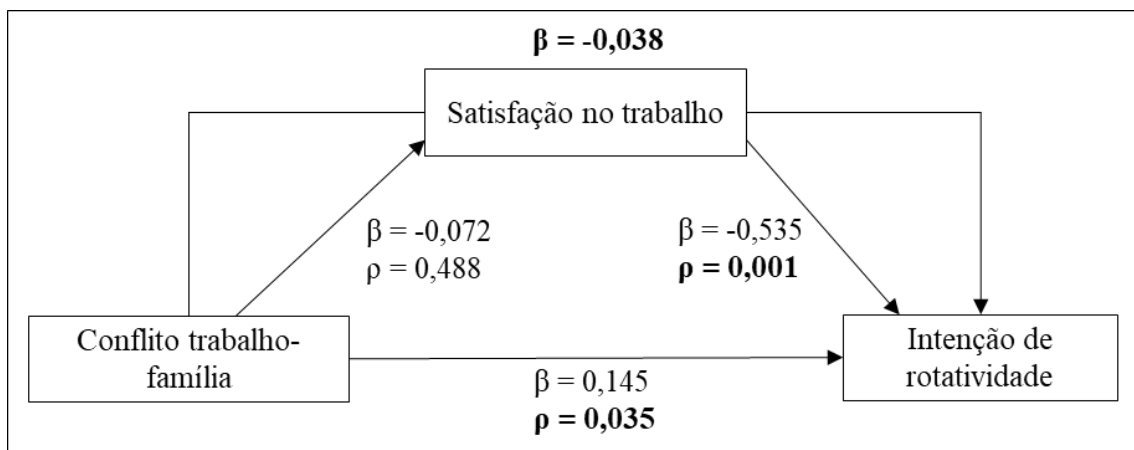 β = -0,038
Satisfação no trabalho
β = -0,072
ρ = 0,488
β = -0,535
ρ = 0,001
Conflito trabalho-
família
β = 0,145
ρ = 0,035
Intenção de
rotatividade